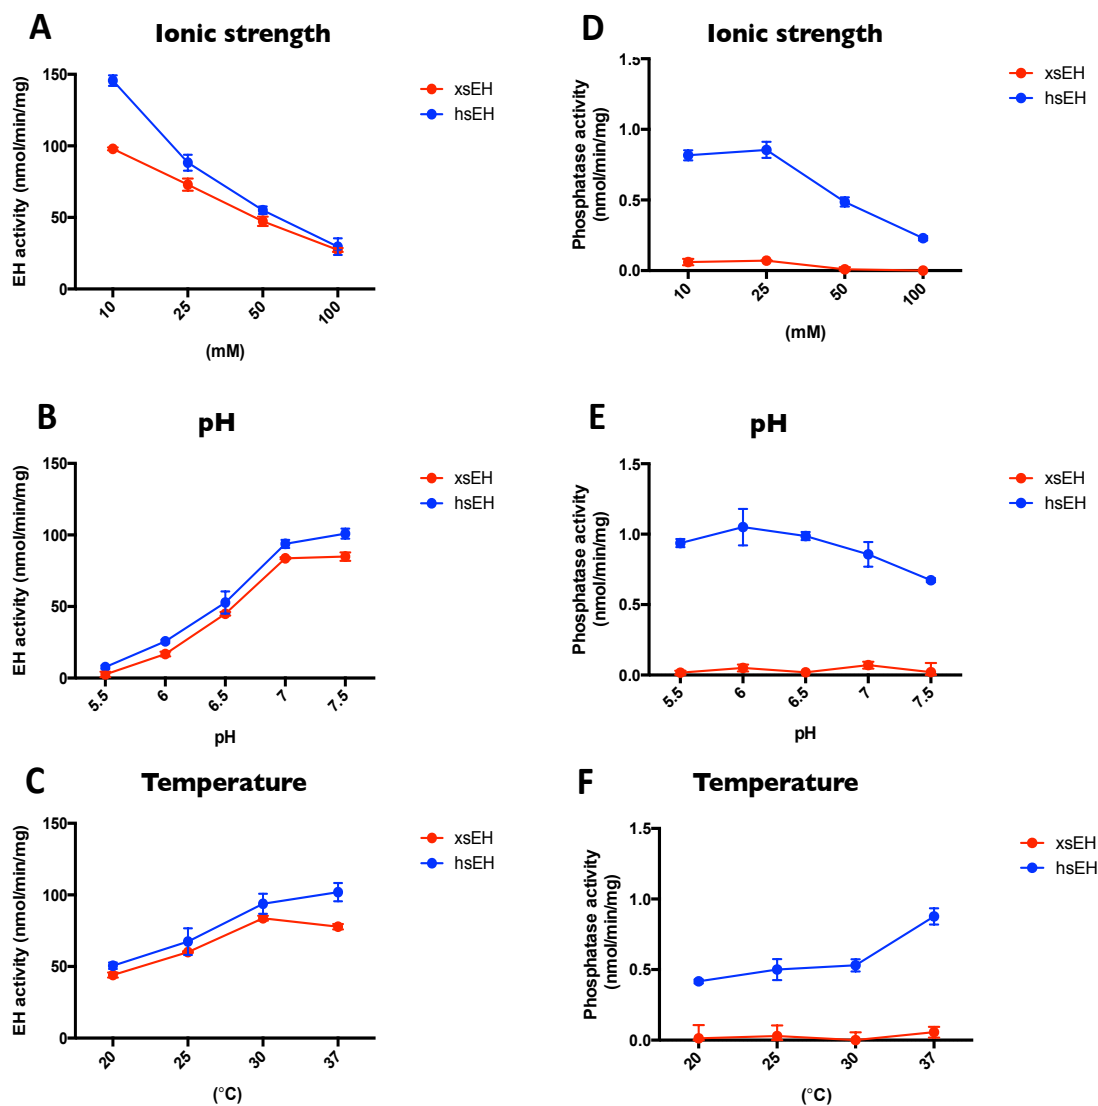 A
Ionic strength
EH activity (nmol/min/mg)
150
100
50
0
10
25
50
100
(mM)
xsEH
hsEH
D
Ionic strength
Phosphatase activity
(nmol/min/mg)
1.5
1.0
0.5
0.0
10
25
50
100
(mM)
xsEH
hsEH
B
pH
EH activity (nmol/min/mg)
150
100
50
0
5.5
6
6.5
7
7.5
pH
xsEH
hsEH
E
pH
Phosphatase activity
(nmol/min/mg)
1.5
1.0
0.5
0.0
5.5
6
6.5
7
7.5
pH
xsEH
hsEH
C
Temperature
EH activity (nmol/min/mg)
150
100
50
0
20
25
30
37
(°C)
xsEH
hsEH
F
Temperature
Phosphatase activity
(nmol/min/mg)
1.5
1.0
0.5
0.0
20
25
30
37
(°C)
xsEH
hsEH